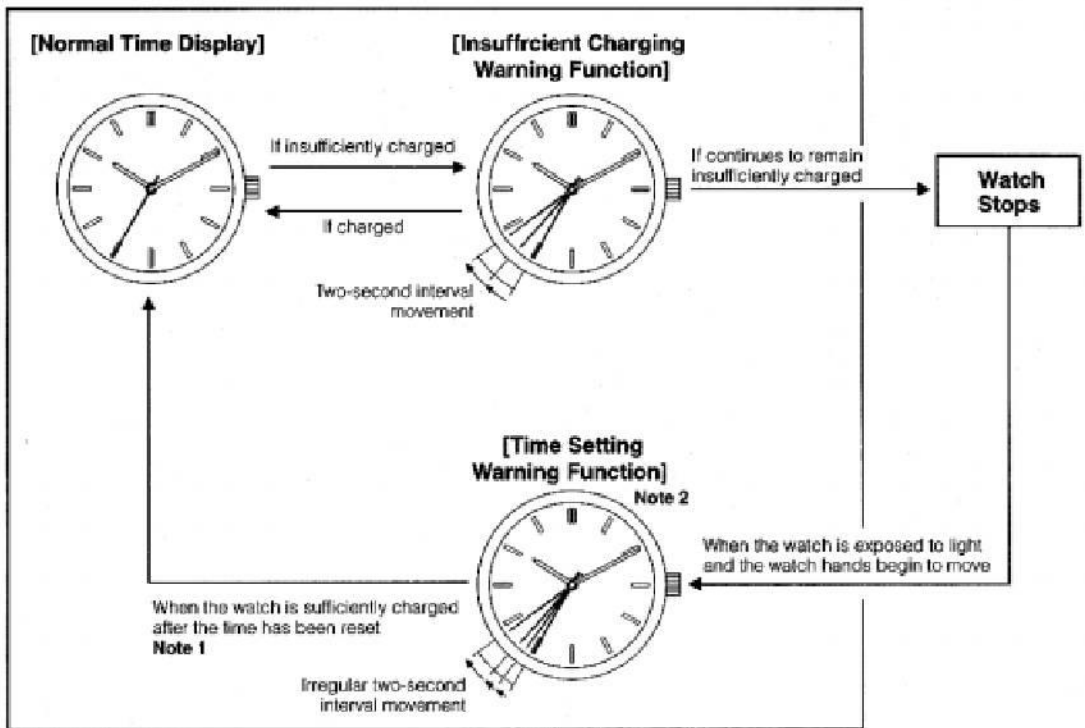 [Normal Time Display]
[Insuffrcient Charging
Warning Function]
If insufficiently charged
If charged
Two-second interval
movement
If continues to remain
insufficiently charged
Watch
Stops
[Time Setting
Warning Function]
Note 2
When the watch is exposed to light
and the watch hands begin to move
When the watch is sufficiently charged
after the time has been reset
Note 1
Irregular two-second
interval movement